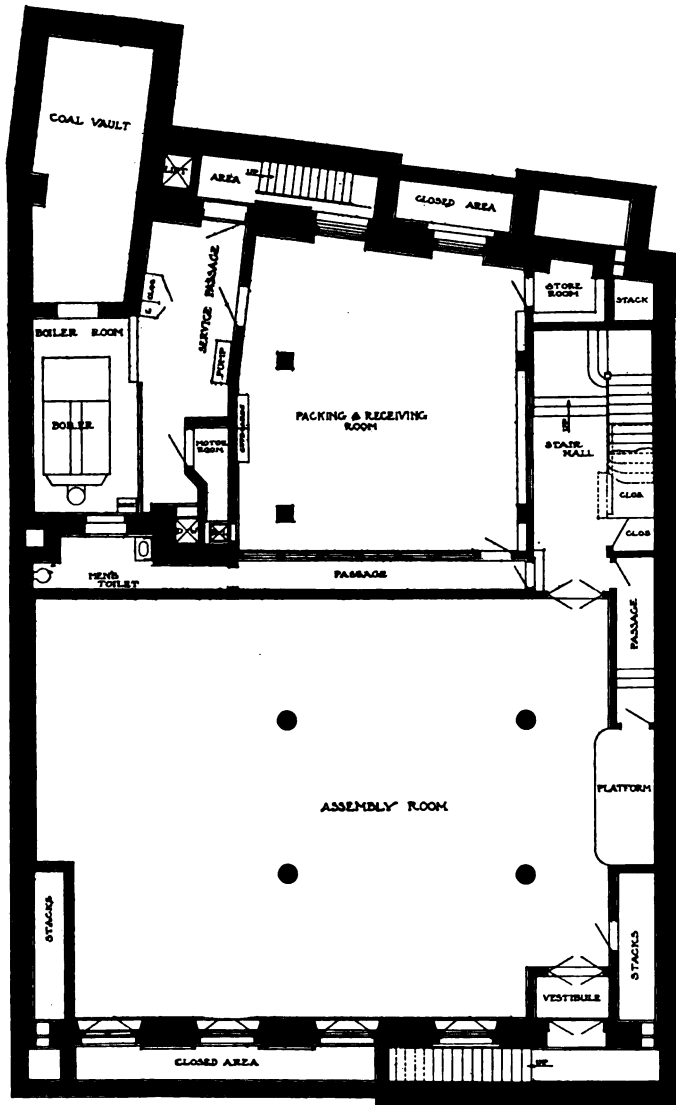 COAL VAULT
LIFT
UP
AREA
CLOSED AREA
CLOS
SERVICE PASSAGE
STORE
ROOM
STACK
BOILER ROOM
PUMP
BOILER
PACKING & RECEIVING
ROOM
UP
STAIR
HALL
MOTOR
ROOM
CLOS
CLOS
MEN'S
TOILET
PASSAGE
PASSAGE
PLATFORM
ASSEMBLY ROOM
STACKS
STACKS
VESTIBULE
CLOSED AREA
UP